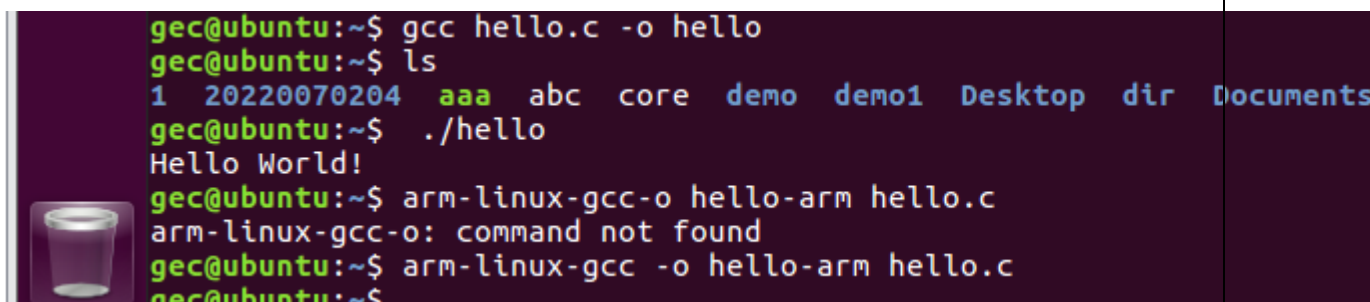 gec@ubuntu:~$ gcc hello.c -o hello
gec@ubuntu:~$ ls
1  20220070204  aaa  abc  core  demo  demo1  Desktop  dir  Documents
gec@ubuntu:~$  ./hello
Hello World!
gec@ubuntu:~$ arm-linux-gcc-o hello-arm hello.c
arm-linux-gcc-o: command not found
gec@ubuntu:~$ arm-linux-gcc -o hello-arm hello.c
gec@ubuntu:~$